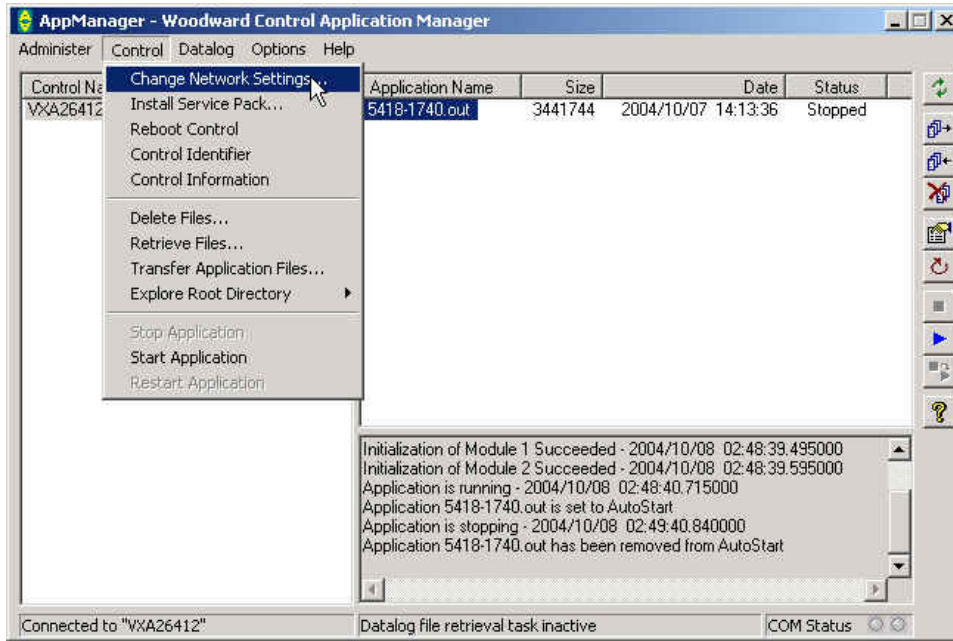 AppManager - Woodward Control Application Manager
Administer Control Datalog Options Help
Control Na
VXA26412
Change Network Settings...
Install Service Pack...
Reboot Control
Control Identifier
Control Information
Delete Files...
Retrieve Files...
Transfer Application Files...
Explore Root Directory
Stop Application
Start Application
Restart Application
Application Name Size Date Status
5418-1740.out 3441744 2004/10/07 14:13:36 Stopped
Initialization of Module 1 Succeeded - 2004/10/08 02:48:39.495000
Initialization of Module 2 Succeeded - 2004/10/08 02:48:39.595000
Application is running - 2004/10/08 02:48:40.715000
Application 5418-1740.out is set to AutoStart
Application is stopping - 2004/10/08 02:49:40.840000
Application 5418-1740.out has been removed from AutoStart
Connected to "VXA26412" Datalog file retrieval task inactive COM Status